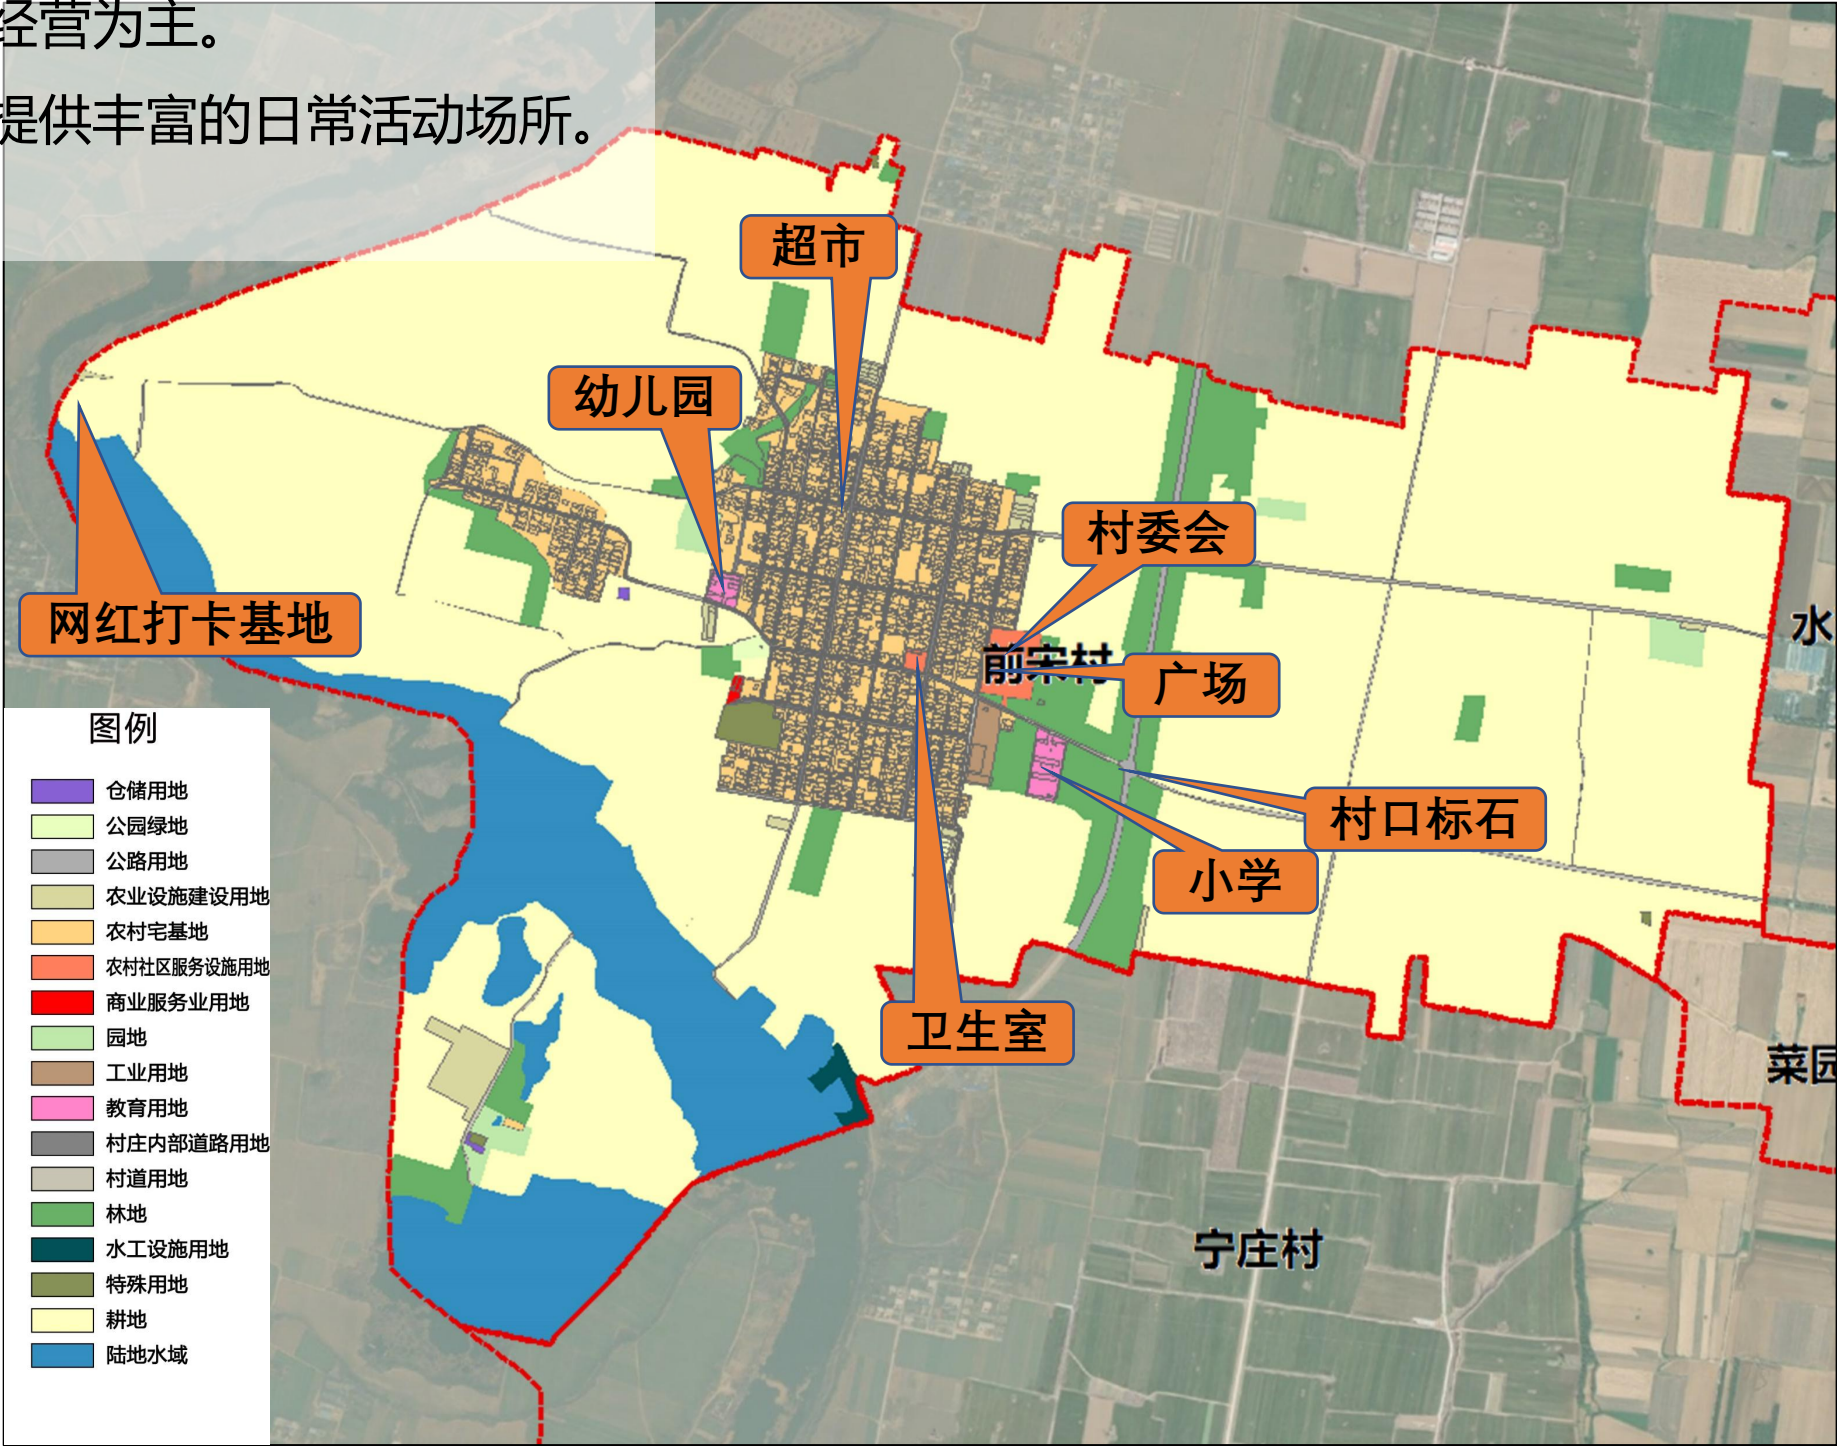 经营为主。
提供丰富的日常活动场所。
超市
幼儿园
村委会
网红打卡基地
前宋村
广场
水
村口标石
小学
卫生室
菜园
宁庄村
图例
仓储用地
公园绿地
公路用地
农业设施建设用地
农村宅基地
农村社区服务设施用地
商业服务业用地
园地
工业用地
教育用地
村庄内部道路用地
村道用地
林地
水工设施用地
特殊用地
耕地
陆地水域